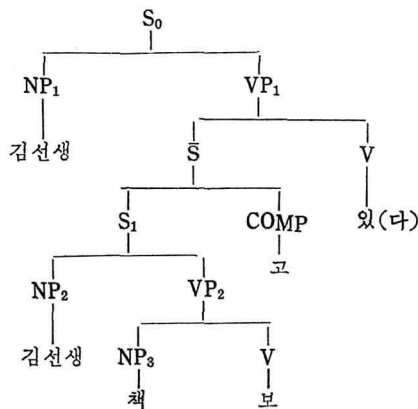 S₀
NP₁ VP₁
김선생 S̄ V
S₁ COMP 있(다)
고
NP₂ VP₂
김선생 NP₃ V
책 보